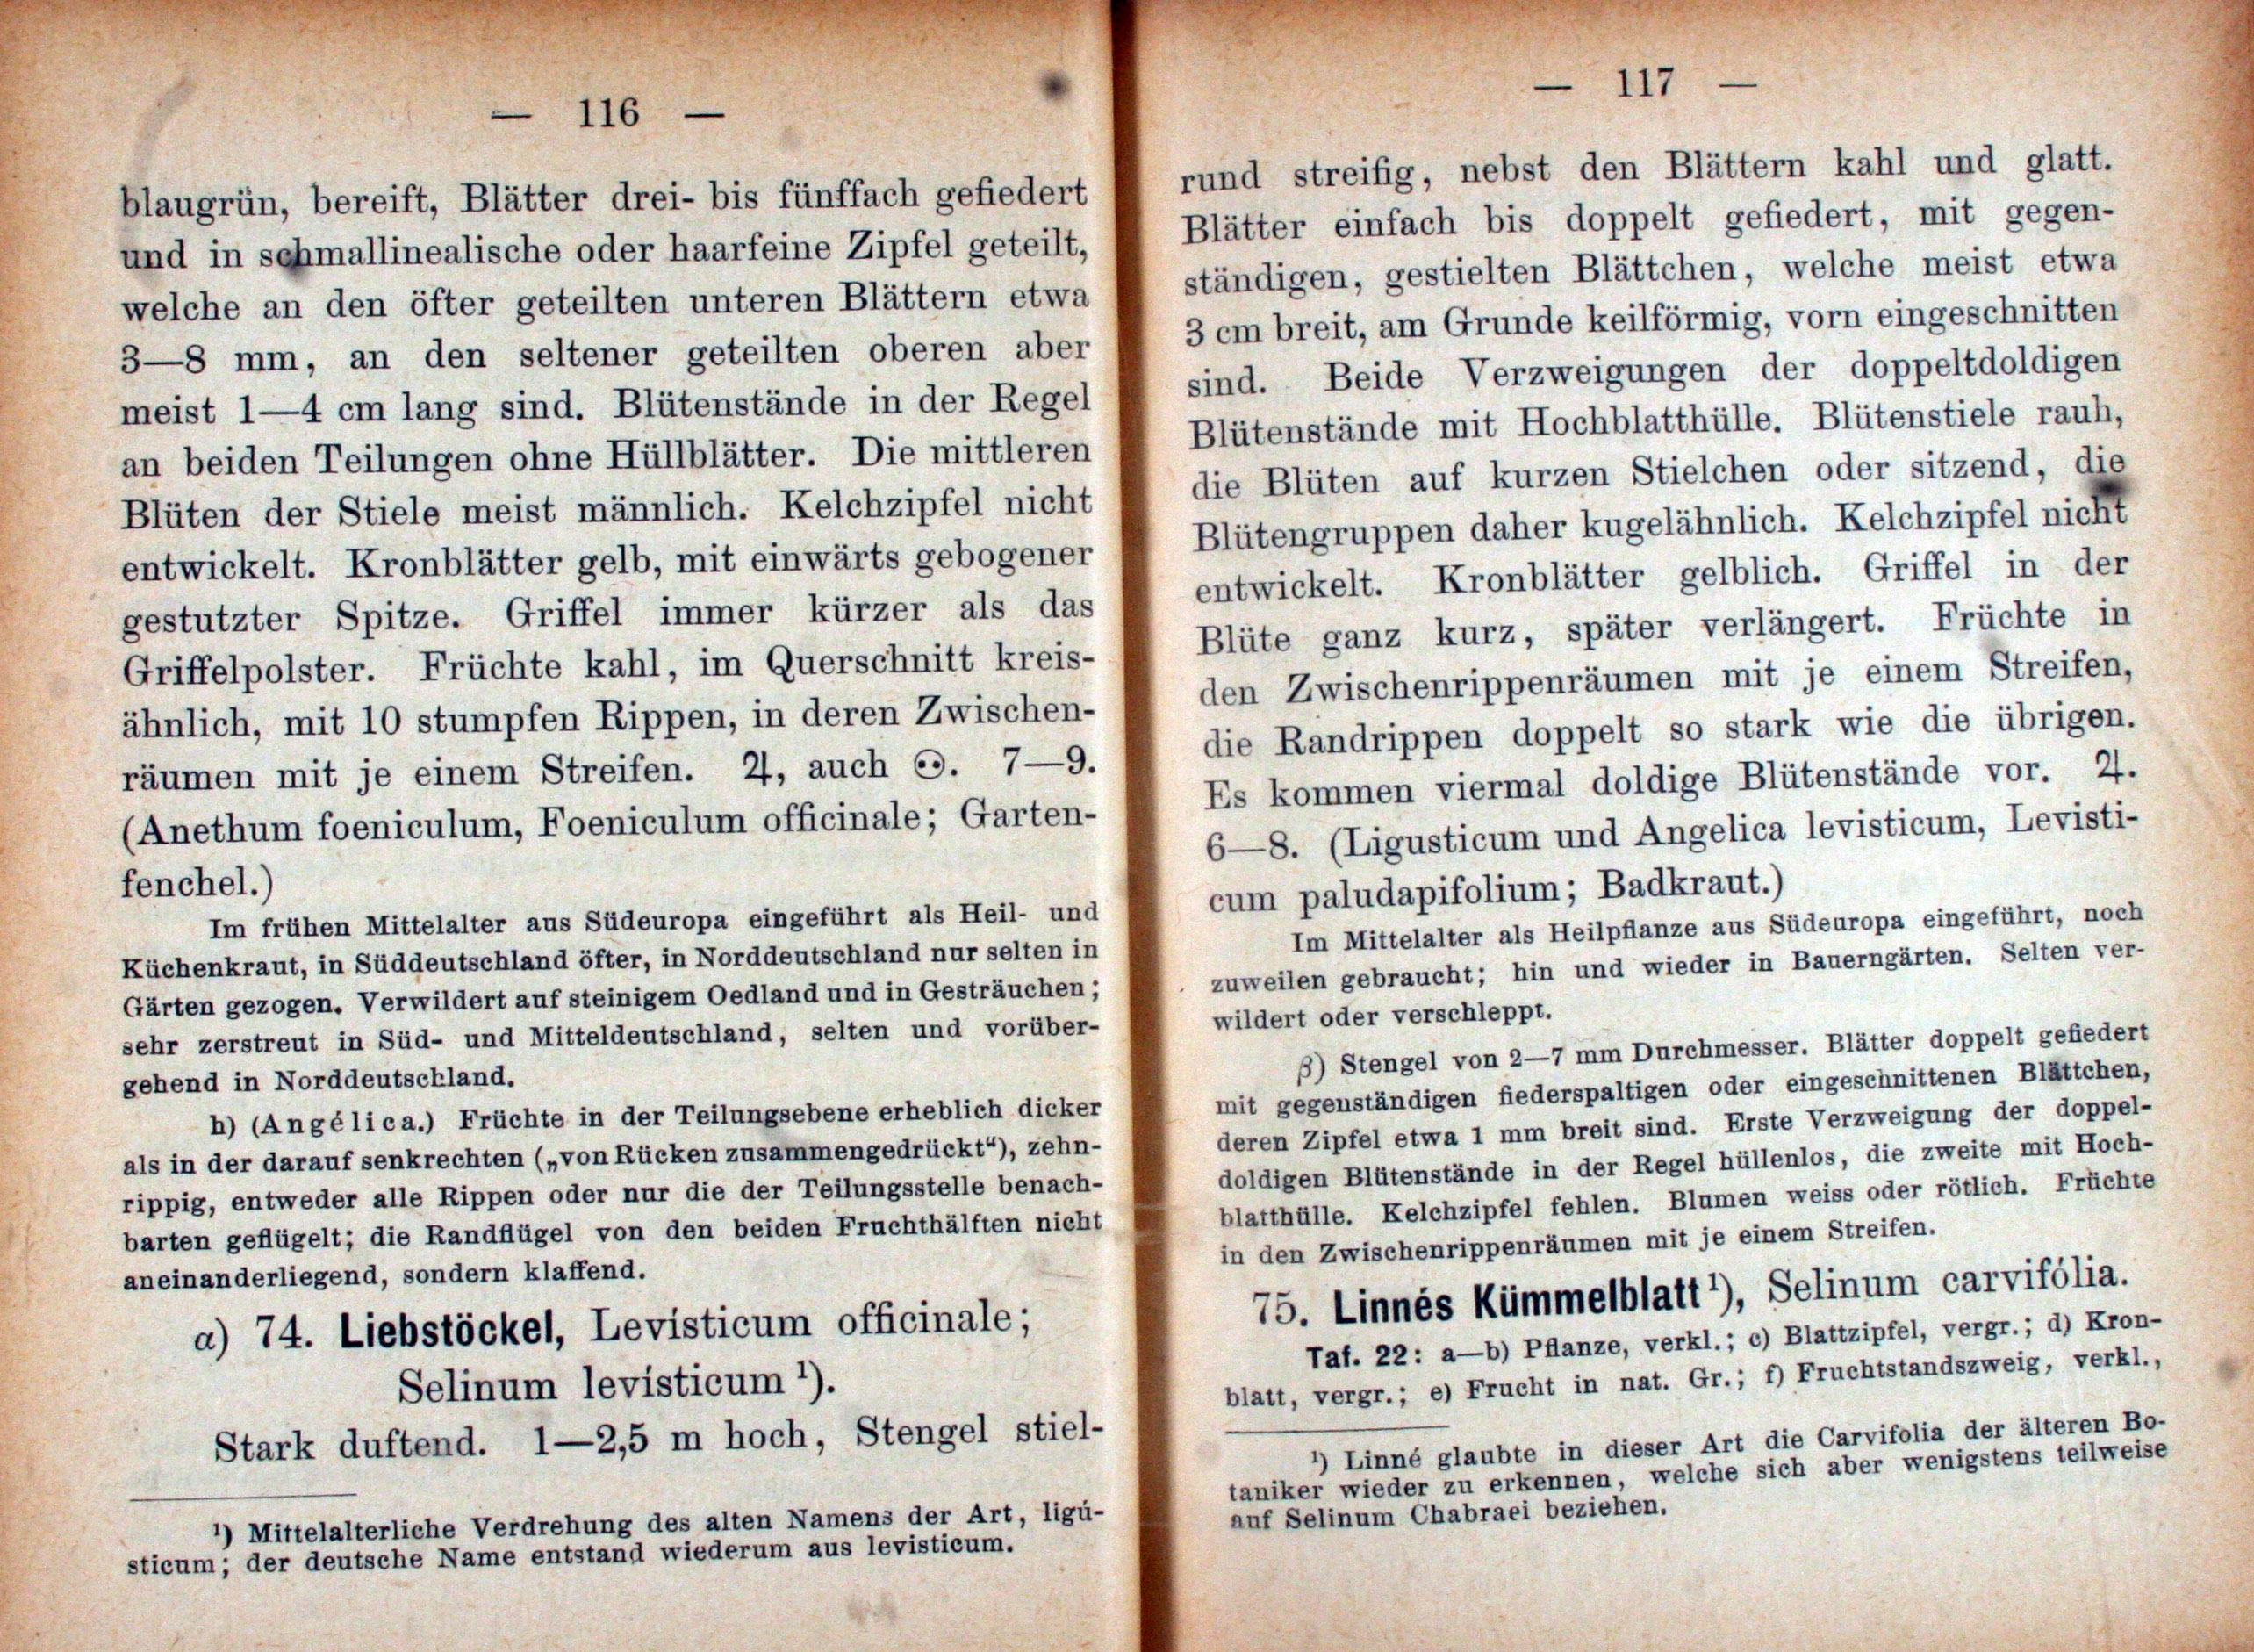 — 116 —
blaugrün, bereift, Blätter drei- bis fünffach gefiedert
und in schmallinealische oder haarfeine Zipfel geteilt,
welche an den öfter geteilten unteren Blättern etwa
3—8 mm, an den seltener geteilten oberen aber
meist 1—4 cm lang sind. Blütenstände in der Regel
an beiden Teilungen ohne Hüllblätter. Die mittleren
Blüten der Stiele meist männlich. Kelchzipfel nicht
entwickelt. Kronblätter gelb, mit einwärts gebogener
gestutzter Spitze. Griffel immer kürzer als das
Griffelpolster. Früchte kahl, im Querschnitt kreis-
ähnlich, mit 10 stumpfen Rippen, in deren Zwischen-
räumen mit je einem Streifen. ♃, auch ☉. 7—9.
(Anethum foeniculum, Foeniculum officinale; Garten-
fenchel.)
Im frühen Mittelalter aus Südeuropa eingeführt als Heil- und
Küchenkraut, in Süddeutschland öfter, in Norddeutschland nur selten in
Gärten gezogen. Verwildert auf steinigem Oedland und in Gesträuchen;
sehr zerstreut in Süd- und Mitteldeutschland, selten und vorüber-
gehend in Norddeutschland.
h) (Angélica.) Früchte in der Teilungsebene erheblich dicker
als in der darauf senkrechten („von Rücken zusammengedrückt“), zehn-
rippig, entweder alle Rippen oder nur die der Teilungsstelle benach-
barten geflügelt; die Randflügel von den beiden Fruchthälften nicht
aneinanderliegend, sondern klaffend.
α) 74. Liebstöckel, Levísticum officinale;
Selinum levísticum ¹).
Stark duftend. 1—2,5 m hoch, Stengel stiel-
¹) Mittelalterliche Verdrehung des alten Namens der Art, ligú-
sticum; der deutsche Name entstand wiederum aus levisticum.
— 117 —
rund streifig, nebst den Blättern kahl und glatt.
Blätter einfach bis doppelt gefiedert, mit gegen-
ständigen, gestielten Blättchen, welche meist etwa
3 cm breit, am Grunde keilförmig, vorn eingeschnitten
sind. Beide Verzweigungen der doppeltdoldigen
Blütenstände mit Hochblatthülle. Blütenstiele rauh,
die Blüten auf kurzen Stielchen oder sitzend, die
Blütengruppen daher kugelähnlich. Kelchzipfel nicht
entwickelt. Kronblätter gelblich. Griffel in der
Blüte ganz kurz, später verlängert. Früchte in
den Zwischenrippenräumen mit je einem Streifen,
die Randrippen doppelt so stark wie die übrigen.
Es kommen viermal doldige Blütenstände vor. ♃.
6—8. (Ligusticum und Angelica levisticum, Levisti-
cum paludapifolium; Badkraut.)
Im Mittelalter als Heilpflanze aus Südeuropa eingeführt, noch
zuweilen gebraucht; hin und wieder in Bauerngärten. Selten ver-
wildert oder verschleppt.
β) Stengel von 2—7 mm Durchmesser. Blätter doppelt gefiedert
mit gegenständigen fiederspaltigen oder eingeschnittenen Blättchen,
deren Zipfel etwa 1 mm breit sind. Erste Verzweigung der doppel-
doldigen Blütenstände in der Regel hüllenlos, die zweite mit Hoch-
blatthülle. Kelchzipfel fehlen. Blumen weiss oder rötlich. Früchte
in den Zwischenrippenräumen mit je einem Streifen.
75. Linnés Kümmelblatt¹), Selinum carvifólia.
Taf. 22: a—b) Pflanze, verkl.; c) Blattzipfel, vergr.; d) Kron-
blatt, vergr.; e) Frucht in nat. Gr.; f) Fruchtstandszweig, verkl.,
¹) Linné glaubte in dieser Art die Carvifolia der älteren Bo-
taniker wieder zu erkennen, welche sich aber wenigstens teilweise
auf Selinum Chabraei beziehen.